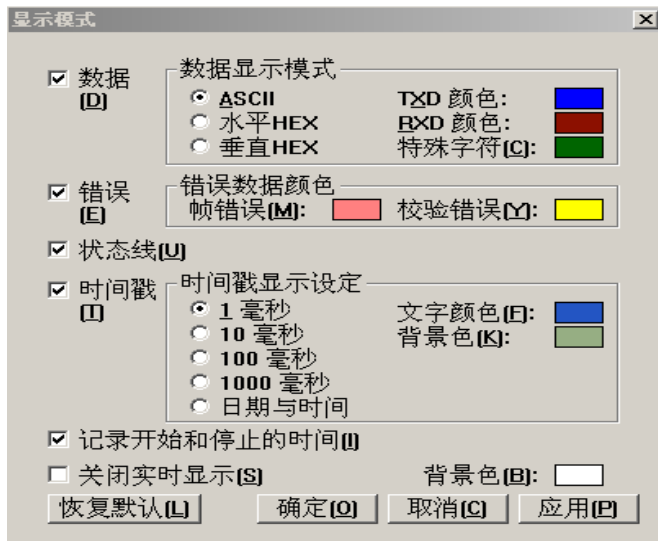 显示模式
数据 数据显示模式
(D) ASCII TXD 颜色:
水平HEX RXD 颜色:
垂直HEX 特殊字符(C):
错误 错误数据颜色
(E) 帧错误(M): 校验错误(Y):
状态线(U)
时间戳 时间戳显示设定
(T) 1 毫秒 文字颜色(F):
10 毫秒 背景色(K):
100 毫秒
1000 毫秒
日期与时间
记录开始和停止的时间(I)
关闭实时显示(S) 背景色(B):
恢复默认(L) 确定(O) 取消(C) 应用(P)